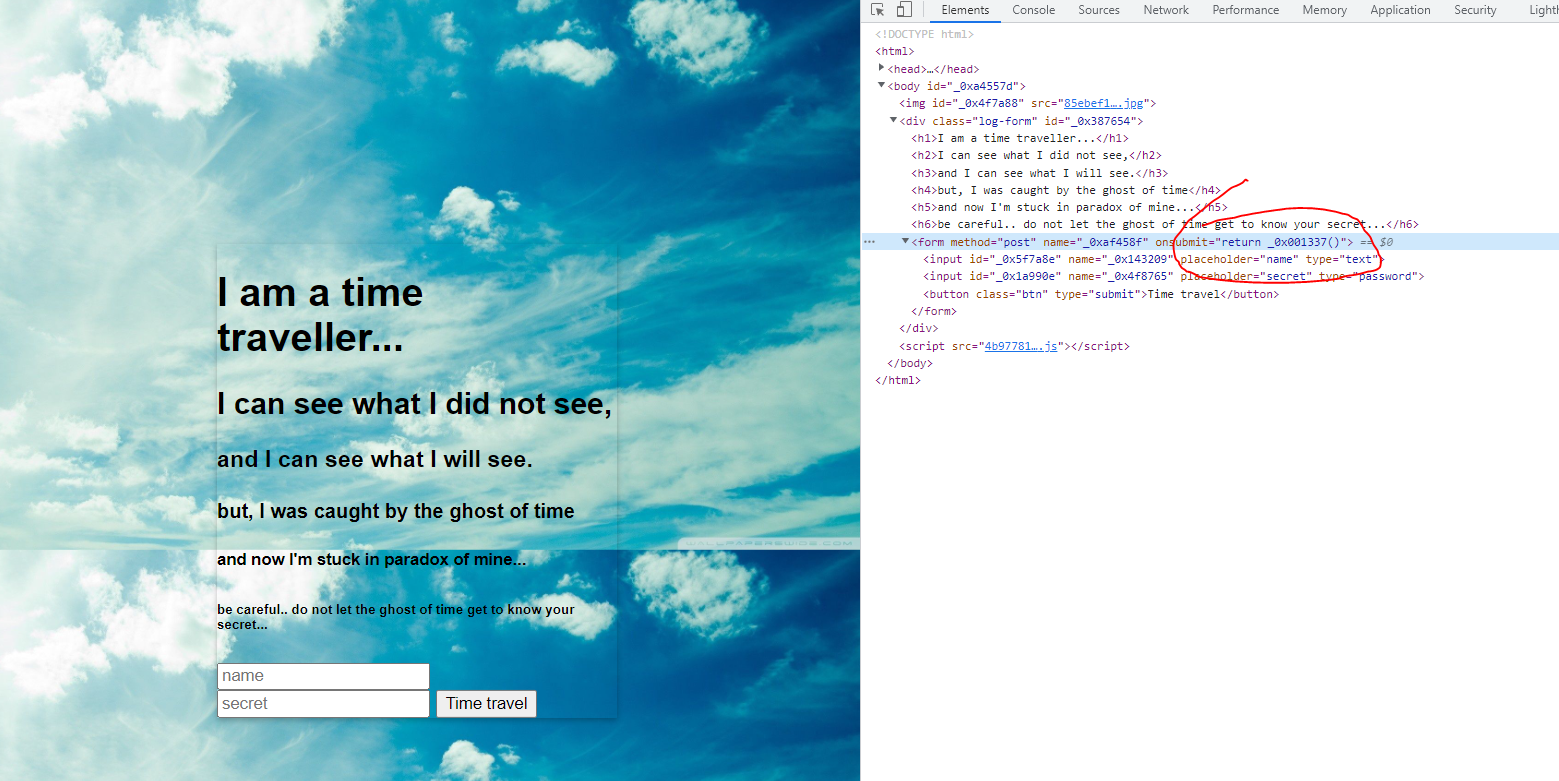 I am a time
traveller...
I can see what I did not see,
and I can see what I will see.
but, I was caught by the ghost of time
and now I'm stuck in paradox of mine...
be careful.. do not let the ghost of time get to know your
secret...
name
secret
Time travel
WALLPAPERSWIDE.COM
Elements Console Sources Network Performance Memory Application Security Lighth
<!DOCTYPE html>
<html>
<head>…</head>
<body id="_0xa4557d">
<img id="_0x4f7a88" src="85ebef1….jpg">
<div class="log-form" id="_0x387654">
<h1>I am a time traveller...</h1>
<h2>I can see what I did not see,</h2>
<h3>and I can see what I will see.</h3>
<h4>but, I was caught by the ghost of time</h4>
<h5>and now I'm stuck in paradox of mine...</h5>
<h6>be careful.. do not let the ghost of time get to know your secret...</h6>
<form method="post" name="_0xaf458f" onsubmit="return _0x001337()"> == $0
<input id="_0x5f7a8e" name="_0x143209" placeholder="name" type="text">
<input id="_0x1a990e" name="_0x4f8765" placeholder="secret" type="password">
<button class="btn" type="submit">Time travel</button>
</form>
</div>
<script src="4b97781….js"></script>
</body>
</html>